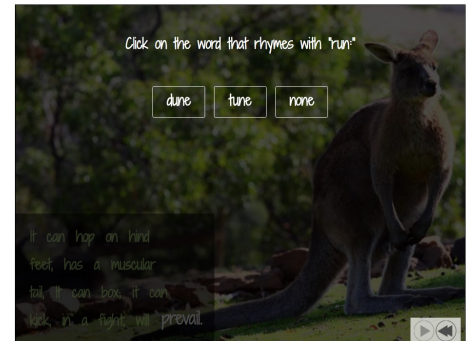 Click on the word that rhymes with "run:"
dune tune none
It can hop on hind
feet, has a muscular
tail, It can box, it can
kick, in, a fight, will prevail.